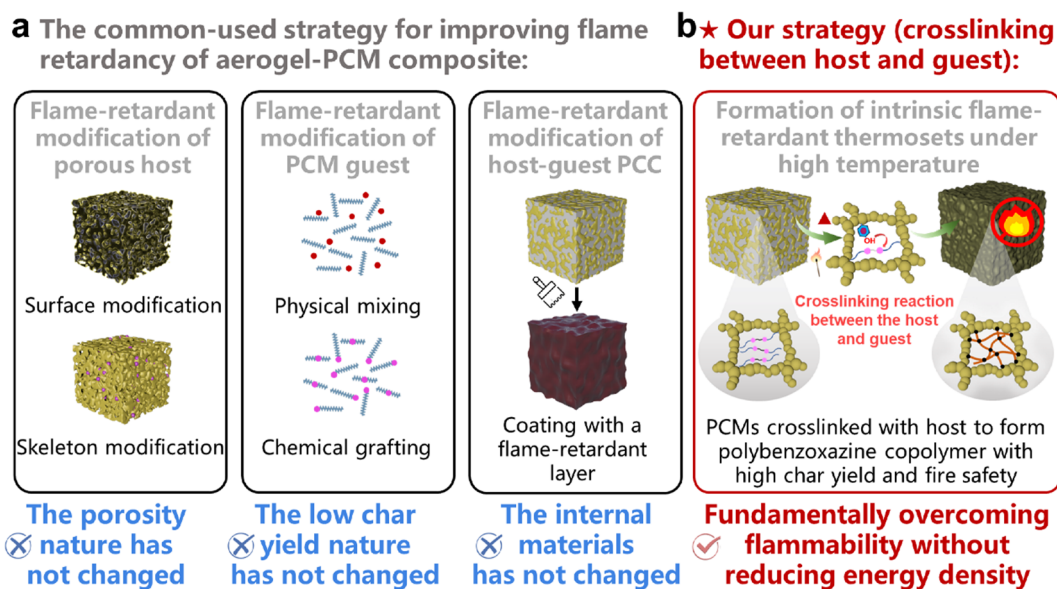 a The common-used strategy for improving flame
retardancy of aerogel-PCM composite:
Flame-retardant
modification of
porous host
Surface modification
Skeleton modification
The porosity
nature has
not changed
Flame-retardant
modification of
PCM guest
Physical mixing
Chemical grafting
The low char
yield nature
has not changed
Flame-retardant
modification of
host-guest PCC
Coating with a
flame-retardant
layer
The internal
materials
has not changed
b ★ Our strategy (crosslinking
between host and guest):
Formation of intrinsic flame-
retardant thermosets under
high temperature
OH
Crosslinking reaction
between the host
and guest
PCMs crosslinked with host to form
polybenzoxazine copolymer with
high char yield and fire safety
Fundamentally overcoming
flammability without
reducing energy density